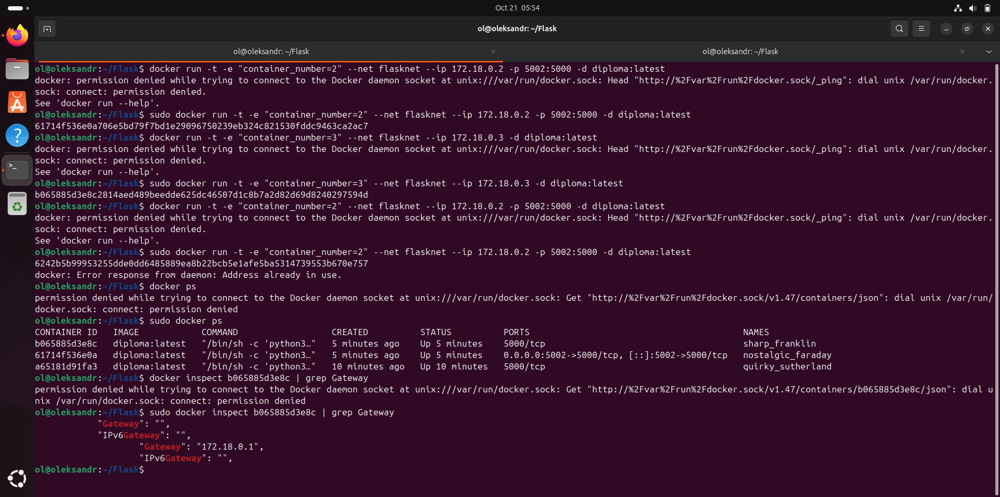 Oct 21 05:54
ol@oleksandr: ~/Flask
ol@oleksandr: ~/Flask
ol@oleksandr: ~/Flask
ol@oleksandr:~/Flask$ docker run -t -e "container_number=2" --net flasknet --ip 172.18.0.2 -p 5002:5000 -d diploma:latest
docker: permission denied while trying to connect to the Docker daemon socket at unix:///var/run/docker.sock: Head "http://%2Fvar%2Frun%2Fdocker.sock/_ping": dial unix /var/run/docker.
sock: connect: permission denied.
See 'docker run --help'.
ol@oleksandr:~/Flask$ sudo docker run -t -e "container_number=2" --net flasknet --ip 172.18.0.2 -p 5002:5000 -d diploma:latest
61714f536e0a706e5bd79f7bd1e29096750239eb324c821530fddc9463ca2ac7
ol@oleksandr:~/Flask$ docker run -t -e "container_number=3" --net flasknet --ip 172.18.0.3 -d diploma:latest
docker: permission denied while trying to connect to the Docker daemon socket at unix:///var/run/docker.sock: Head "http://%2Fvar%2Frun%2Fdocker.sock/_ping": dial unix /var/run/docker.
sock: connect: permission denied.
See 'docker run --help'.
ol@oleksandr:~/Flask$ sudo docker run -t -e "container_number=3" --net flasknet --ip 172.18.0.3 -d diploma:latest
b065885d3e8c2814aed489beedde625dc46507d1c8b7a2d82d69d8240297594d
ol@oleksandr:~/Flask$ docker run -t -e "container_number=2" --net flasknet --ip 172.18.0.2 -p 5002:5000 -d diploma:latest
docker: permission denied while trying to connect to the Docker daemon socket at unix:///var/run/docker.sock: Head "http://%2Fvar%2Frun%2Fdocker.sock/_ping": dial unix /var/run/docker.
sock: connect: permission denied.
See 'docker run --help'.
ol@oleksandr:~/Flask$ sudo docker run -t -e "container_number=2" --net flasknet --ip 172.18.0.2 -p 5002:5000 -d diploma:latest
6242b5b99953255dde0dd6485889ea8b22bcb5e1afe5ba5314739553b670e757
docker: Error response from daemon: Address already in use.
ol@oleksandr:~/Flask$ docker ps
permission denied while trying to connect to the Docker daemon socket at unix:///var/run/docker.sock: Get "http://%2Fvar%2Frun%2Fdocker.sock/v1.47/containers/json": dial unix /var/run/
docker.sock: connect: permission denied
ol@oleksandr:~/Flask$ sudo docker ps
CONTAINER ID   IMAGE            COMMAND                  CREATED          STATUS          PORTS                                         NAMES
b065885d3e8c   diploma:latest   "/bin/sh -c 'python3…"   5 minutes ago    Up 5 minutes    5000/tcp                                      sharp_franklin
61714f536e0a   diploma:latest   "/bin/sh -c 'python3…"   5 minutes ago    Up 5 minutes    0.0.0.0:5002->5000/tcp, [::]:5002->5000/tcp   nostalgic_faraday
a65181d91fa3   diploma:latest   "/bin/sh -c 'python3…"   10 minutes ago   Up 10 minutes   5000/tcp                                      quirky_sutherland
ol@oleksandr:~/Flask$ docker inspect b065885d3e8c | grep Gateway
permission denied while trying to connect to the Docker daemon socket at unix:///var/run/docker.sock: Get "http://%2Fvar%2Frun%2Fdocker.sock/v1.47/containers/b065885d3e8c/json": dial u
nix /var/run/docker.sock: connect: permission denied
ol@oleksandr:~/Flask$ sudo docker inspect b065885d3e8c | grep Gateway
            "Gateway": "",
            "IPv6Gateway": "",
                    "Gateway": "172.18.0.1",
                    "IPv6Gateway": "",
ol@oleksandr:~/Flask$